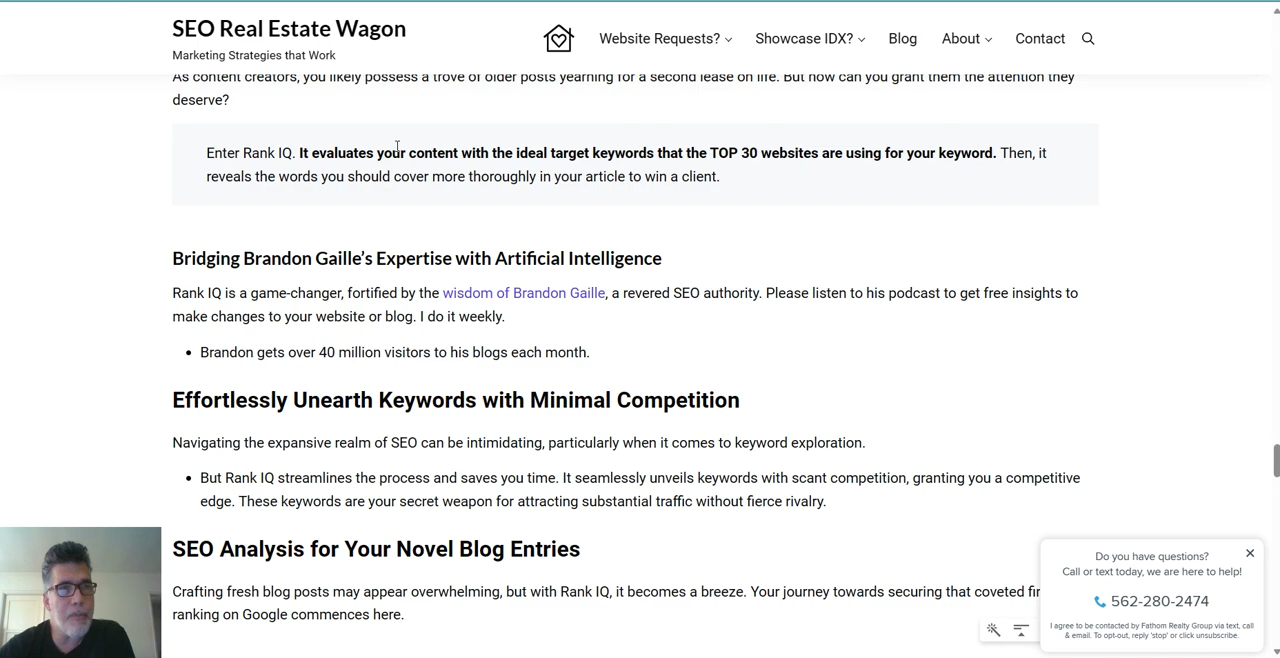 SEO Real Estate Wagon
Marketing Strategies that Work
Website Requests? Showcase IDX? Blog About Contact
As content creators, you likely possess a trove of older posts yearning for a second lease on life. But how can you grant them the attention they
deserve?
Enter Rank IQ. It evaluates your content with the ideal target keywords that the TOP 30 websites are using for your keyword. Then, it
reveals the words you should cover more thoroughly in your article to win a client.
Bridging Brandon Gaille’s Expertise with Artificial Intelligence
Rank IQ is a game-changer, fortified by the wisdom of Brandon Gaille, a revered SEO authority. Please listen to his podcast to get free insights to
make changes to your website or blog. I do it weekly.
• Brandon gets over 40 million visitors to his blogs each month.
Effortlessly Unearth Keywords with Minimal Competition
Navigating the expansive realm of SEO can be intimidating, particularly when it comes to keyword exploration.
• But Rank IQ streamlines the process and saves you time. It seamlessly unveils keywords with scant competition, granting you a competitive
edge. These keywords are your secret weapon for attracting substantial traffic without fierce rivalry.
SEO Analysis for Your Novel Blog Entries
Crafting fresh blog posts may appear overwhelming, but with Rank IQ, it becomes a breeze. Your journey towards securing that coveted
ranking on Google commences here.
Do you have questions?
Call or text today, we are here to help!
562-280-2474
I agree to be contacted by Fathom Realty Group via text, call
& email. To opt-out, reply 'stop' or click unsubscribe.